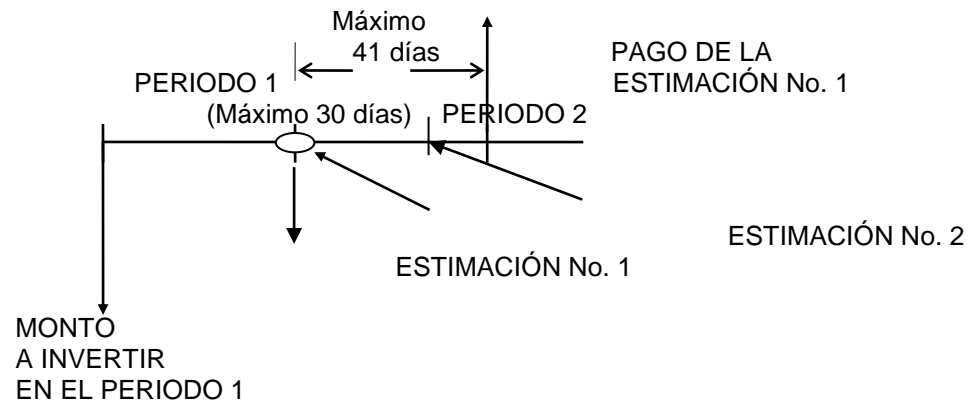 Máximo
41 días
PAGO DE LA
ESTIMACIÓN No. 1
PERIODO 1
(Máximo 30 días)
PERIODO 2
ESTIMACIÓN No. 2
ESTIMACIÓN No. 1
MONTO
A INVERTIR
EN EL PERIODO 1